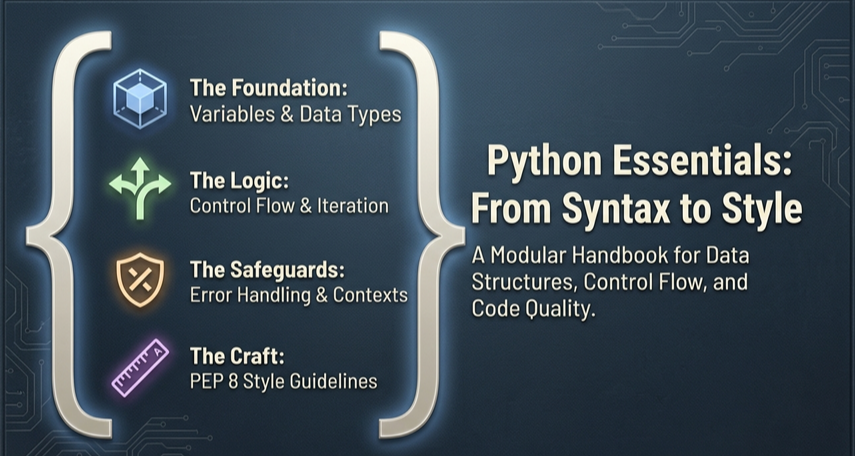 The Foundation:
Variables & Data Types
The Logic:
Control Flow & Iteration
The Safeguards:
Error Handling & Contexts
The Craft:
PEP 8 Style Guidelines
Python Essentials:
From Syntax to Style
A Modular Handbook for Data
Structures, Control Flow, and
Code Quality.